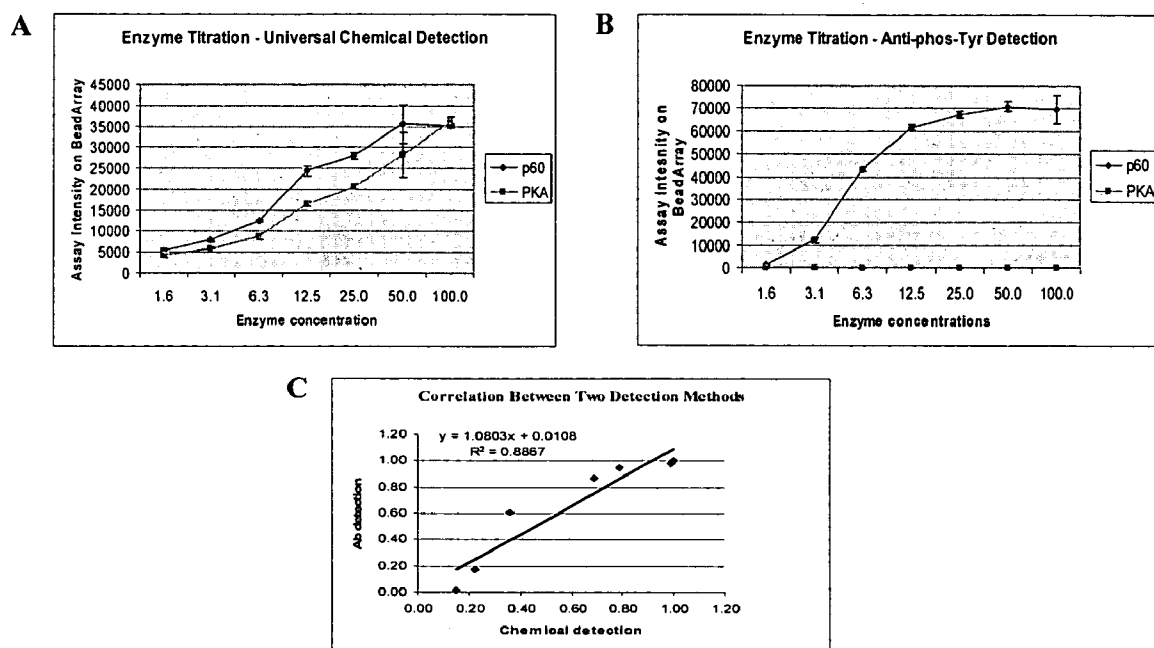 A
Enzyme Titration - Universal Chemical Detection
Assay Intensity on BeadArray
45000
40000
35000
30000
25000
20000
15000
10000
5000
0
1.6 3.1 6.3 12.5 25.0 50.0 100.0
Enzyme concentration
p60
PKA
B
Enzyme Titration - Anti-phos-Tyr Detection
Assay Intesnity on
BeadArray
80000
70000
60000
50000
40000
30000
20000
10000
0
1.6 3.1 6.3 12.5 25.0 50.0 100.0
Enzyme concentrations
p60
PKA
C
Correlation Between Two Detection Methods
y = 1.0803x + 0.0108
R² = 0.8867
Ab detection
1.20
1.00
0.80
0.60
0.40
0.20
0.00
0.00 0.20 0.40 0.60 0.80 1.00 1.20
Chemical detection